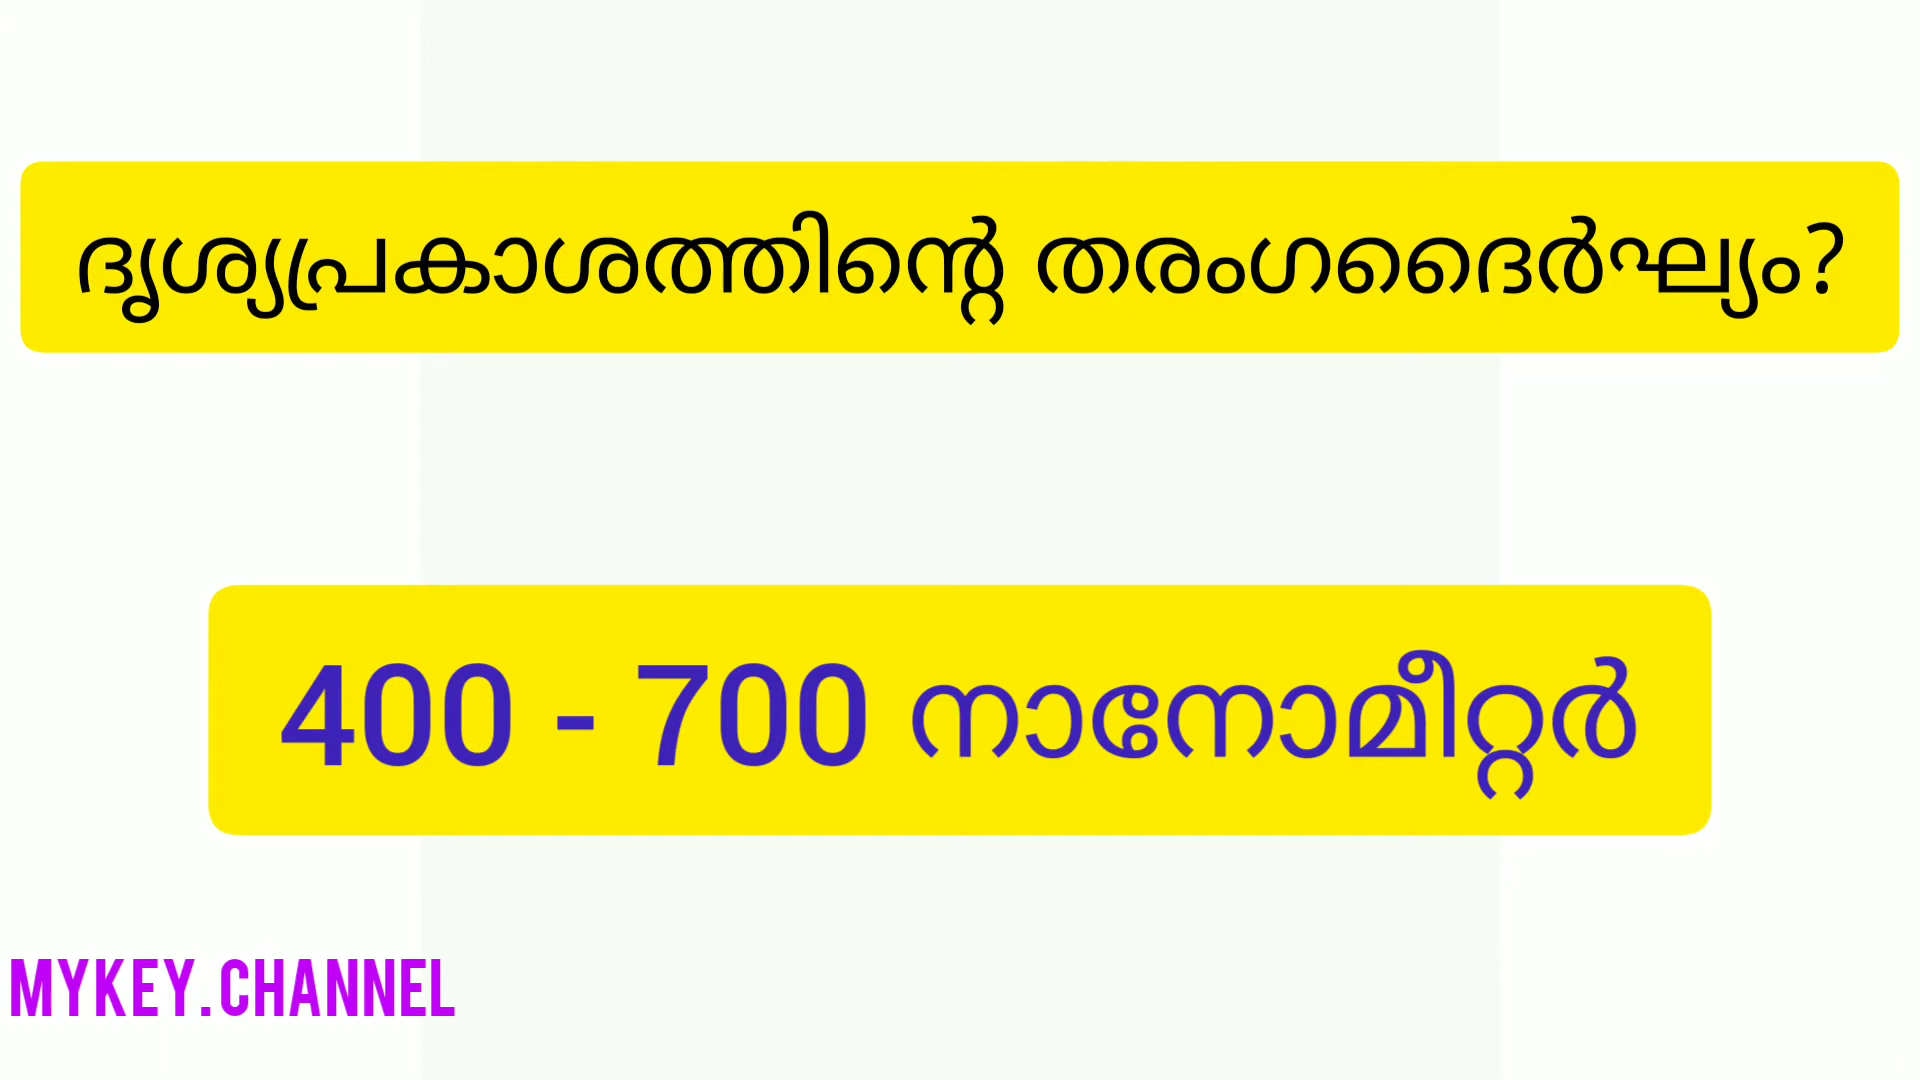 ദൃശ്യപ്രകാശത്തിന്റെ തരംഗദൈർഘ്യം?
400 - 700 നാനോമീറ്റർ
MYKEY.CHANNEL